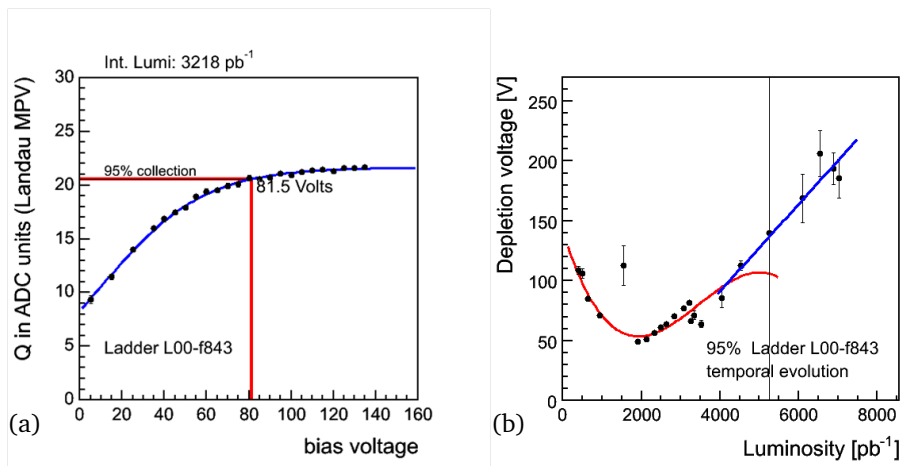 Int. Lumi: 3218 pb-1
Q in ADC units (Landau MPV)
30
25
20
15
10
5
0
95% collection
81.5 Volts
Ladder L00-f843
0 20 40 60 80 100 120 140 160
bias voltage
(a)
Depletion voltage [V]
250
200
150
100
50
0
95% Ladder L00-f843
temporal evolution
0 2000 4000 6000 8000
Luminosity [pb-1]
(b)